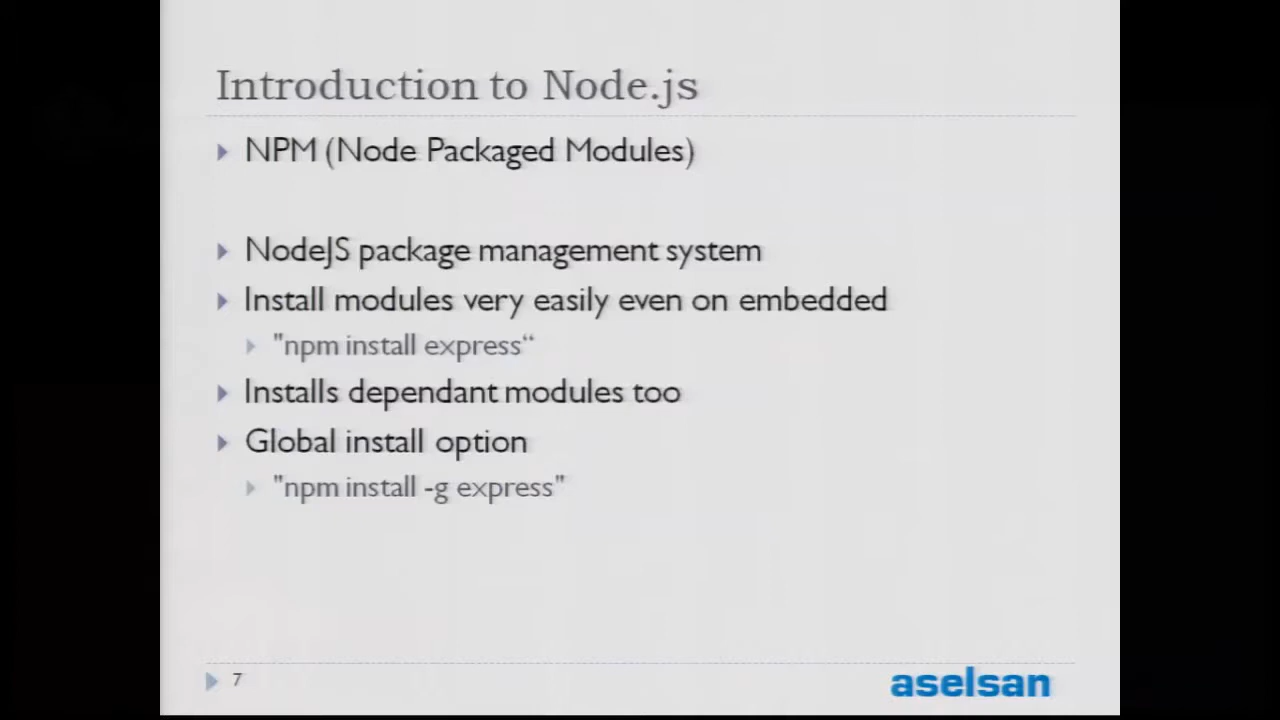 Introduction to Node.js
NPM (Node Packaged Modules)
NodeJS package management system
Install modules very easily even on embedded
"npm install express“
Installs dependant modules too
Global install option
"npm install -g express"
7
aselsan